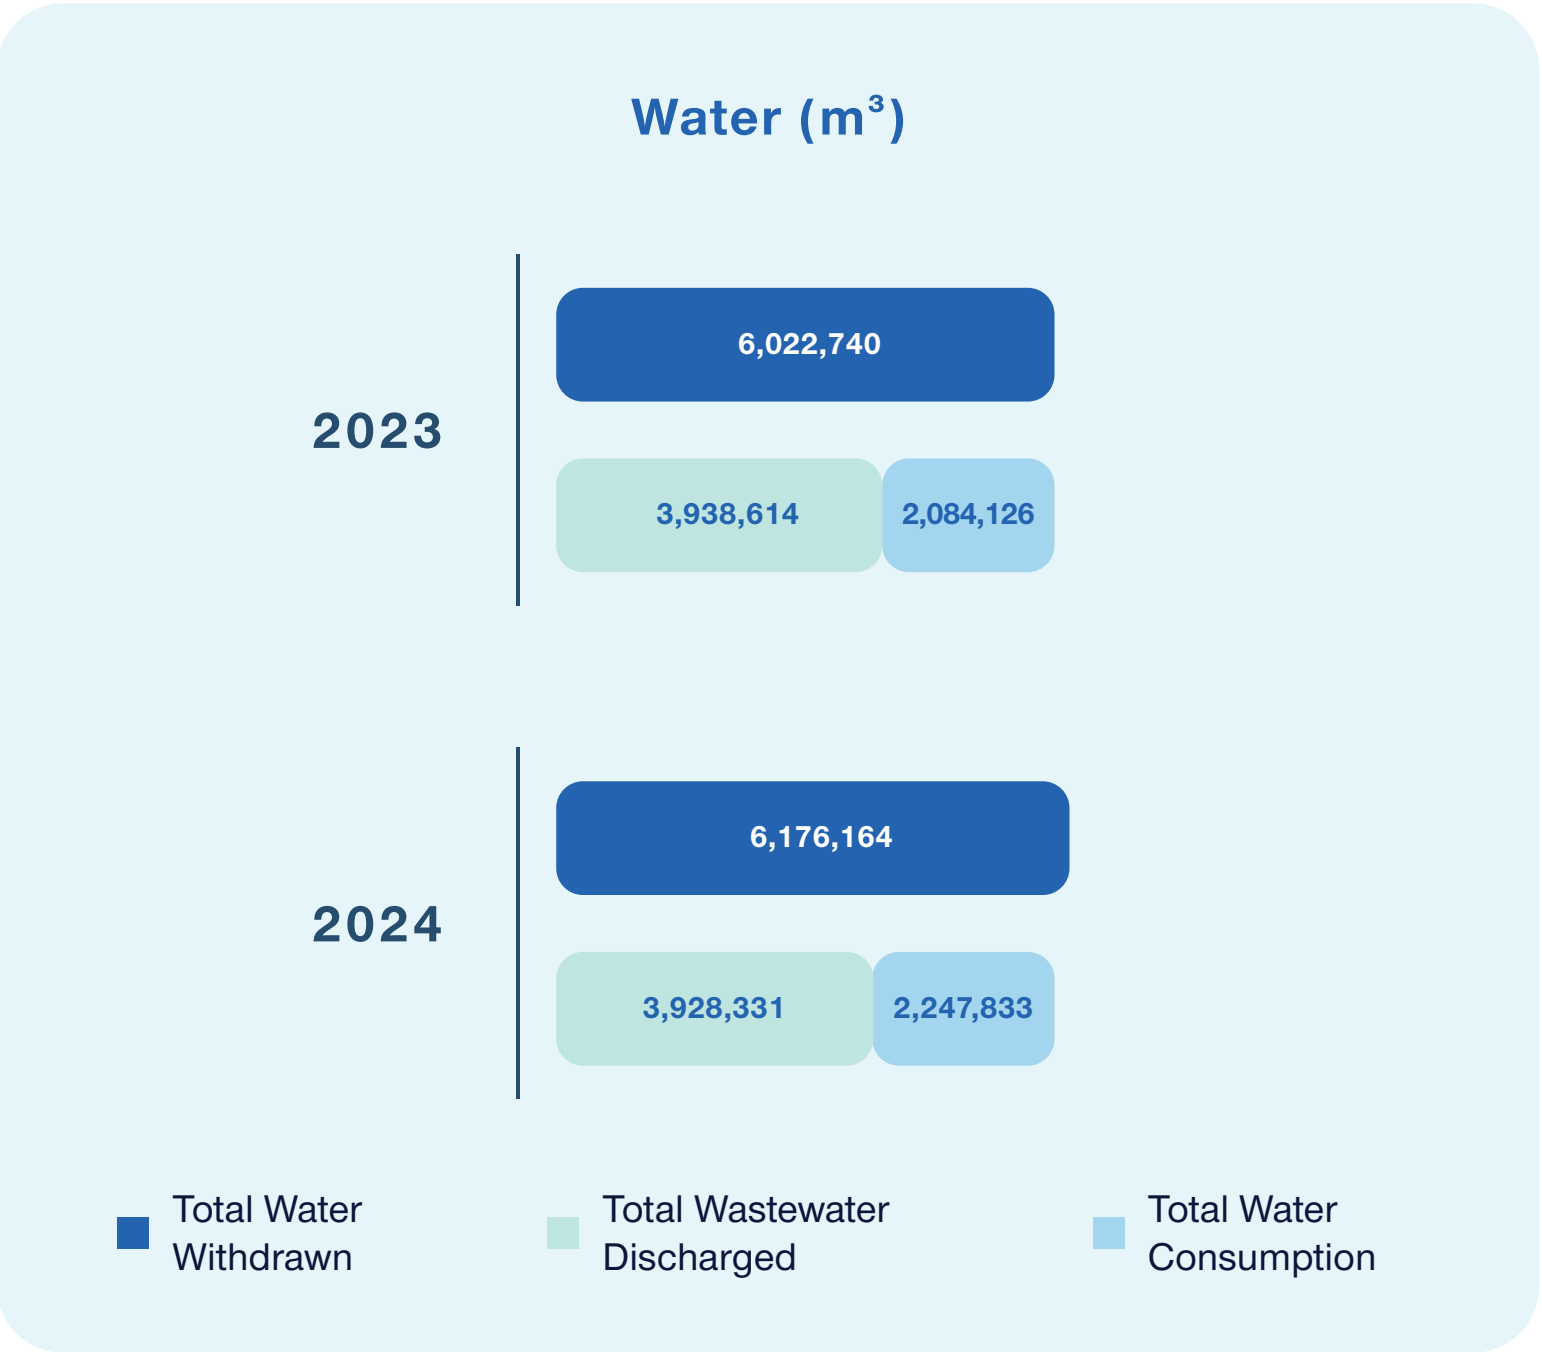 Water (m³)
2023
6,022,740
3,938,614
2,084,126
2024
6,176,164
3,928,331
2,247,833
Total Water
Withdrawn
Total Wastewater
Discharged
Total Water
Consumption